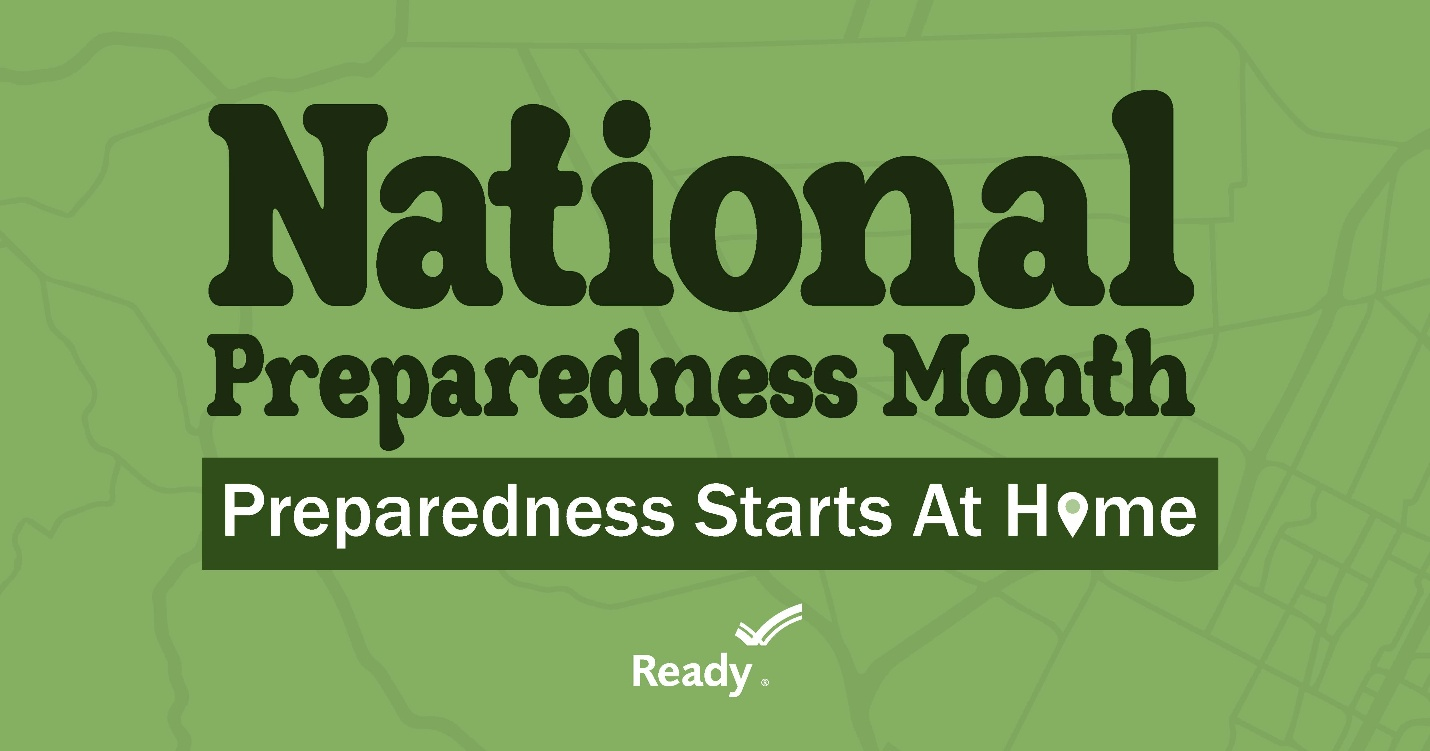 National
Preparedness Month
Preparedness Starts At Home
Ready®